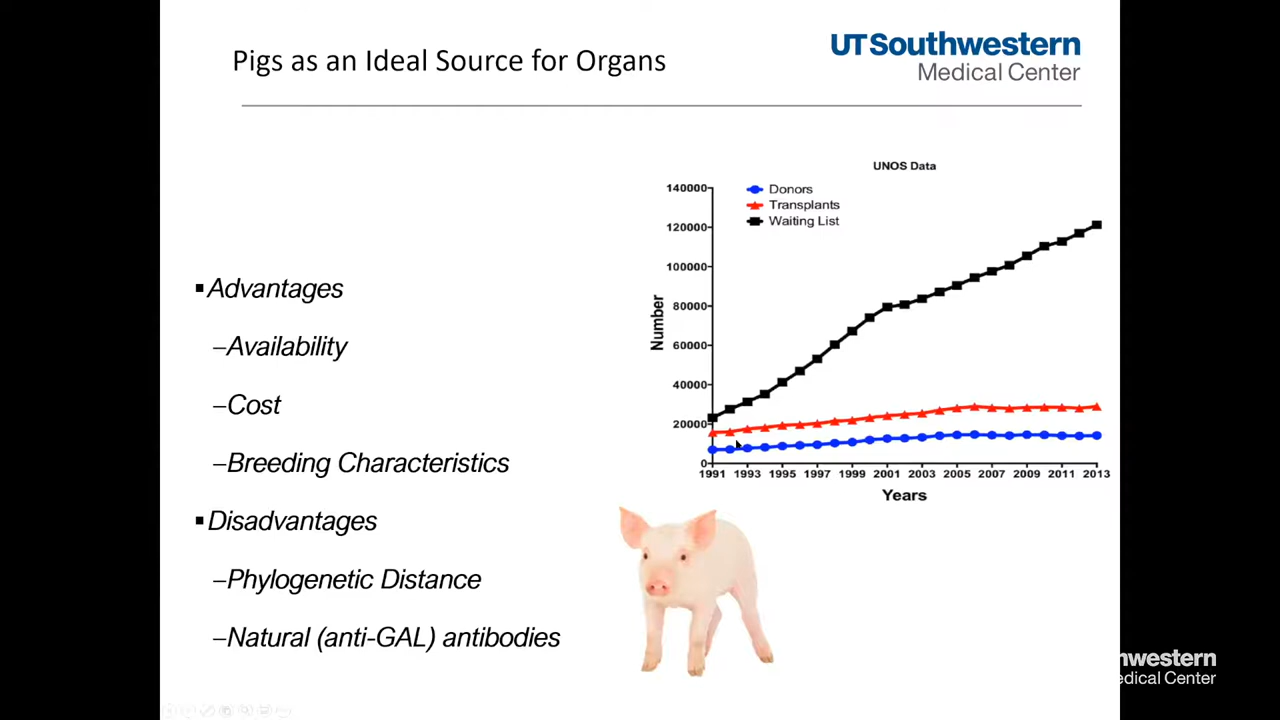 Pigs as an Ideal Source for Organs
UTSouthwestern
Medical Center
▪Advantages
–Availability
–Cost
–Breeding Characteristics
▪Disadvantages
–Phylogenetic Distance
–Natural (anti-GAL) antibodies
UNOS Data
Donors
Transplants
Waiting List
Number
140000
120000
100000
80000
60000
40000
20000
0
1991 1993 1995 1997 1999 2001 2003 2005 2007 2009 2011 2013
Years
hwestern
edical Center